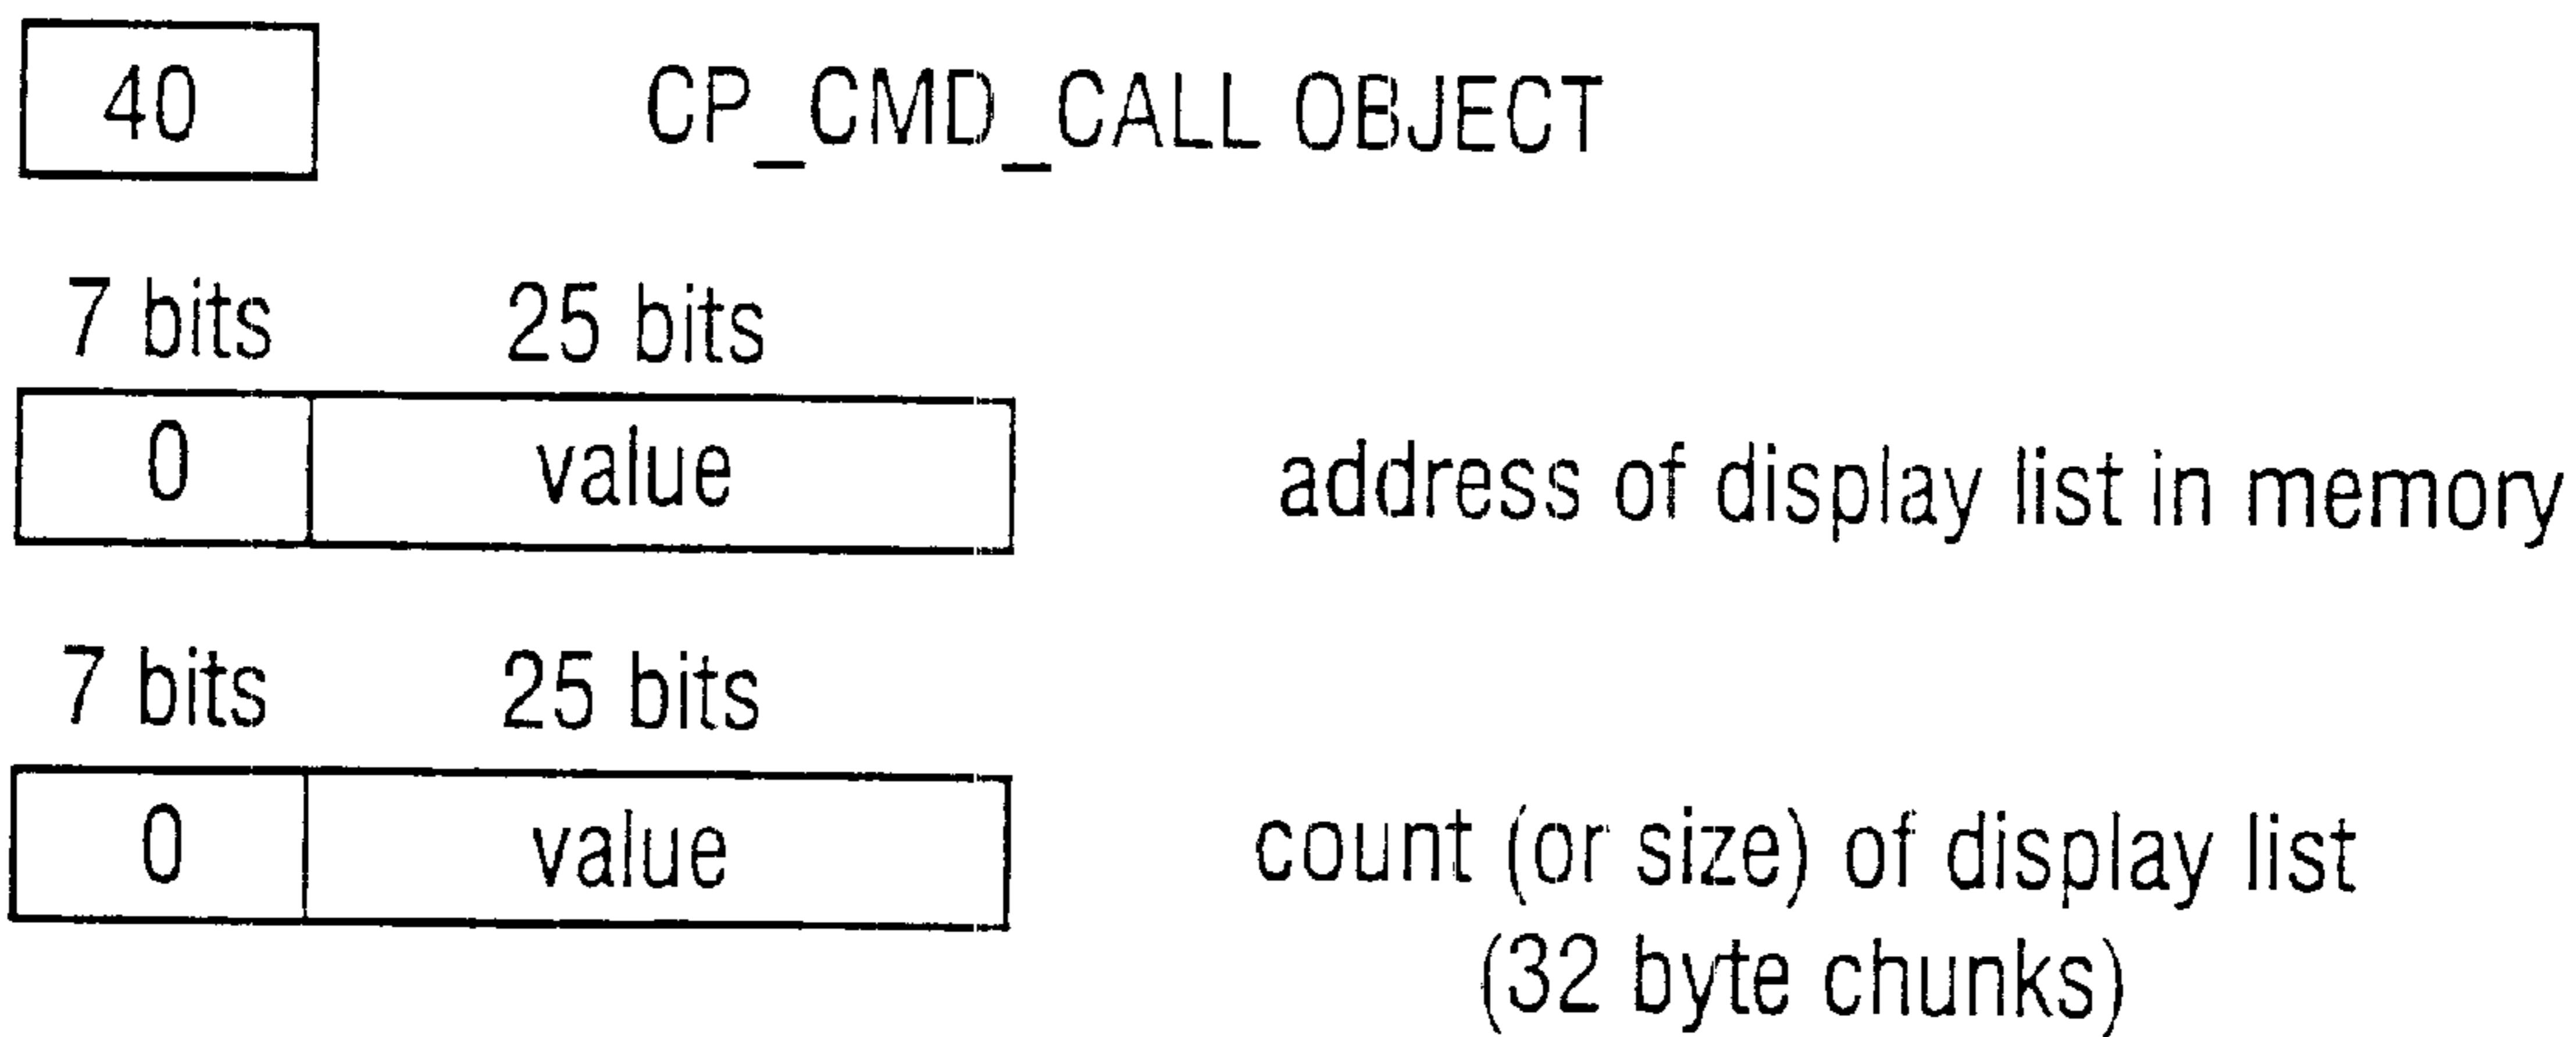 40 CP_CMD_CALL OBJECT
7 bits 25 bits
0 value address of display list in memory
7 bits 25 bits
0 value count (or size) of display list
(32 byte chunks)